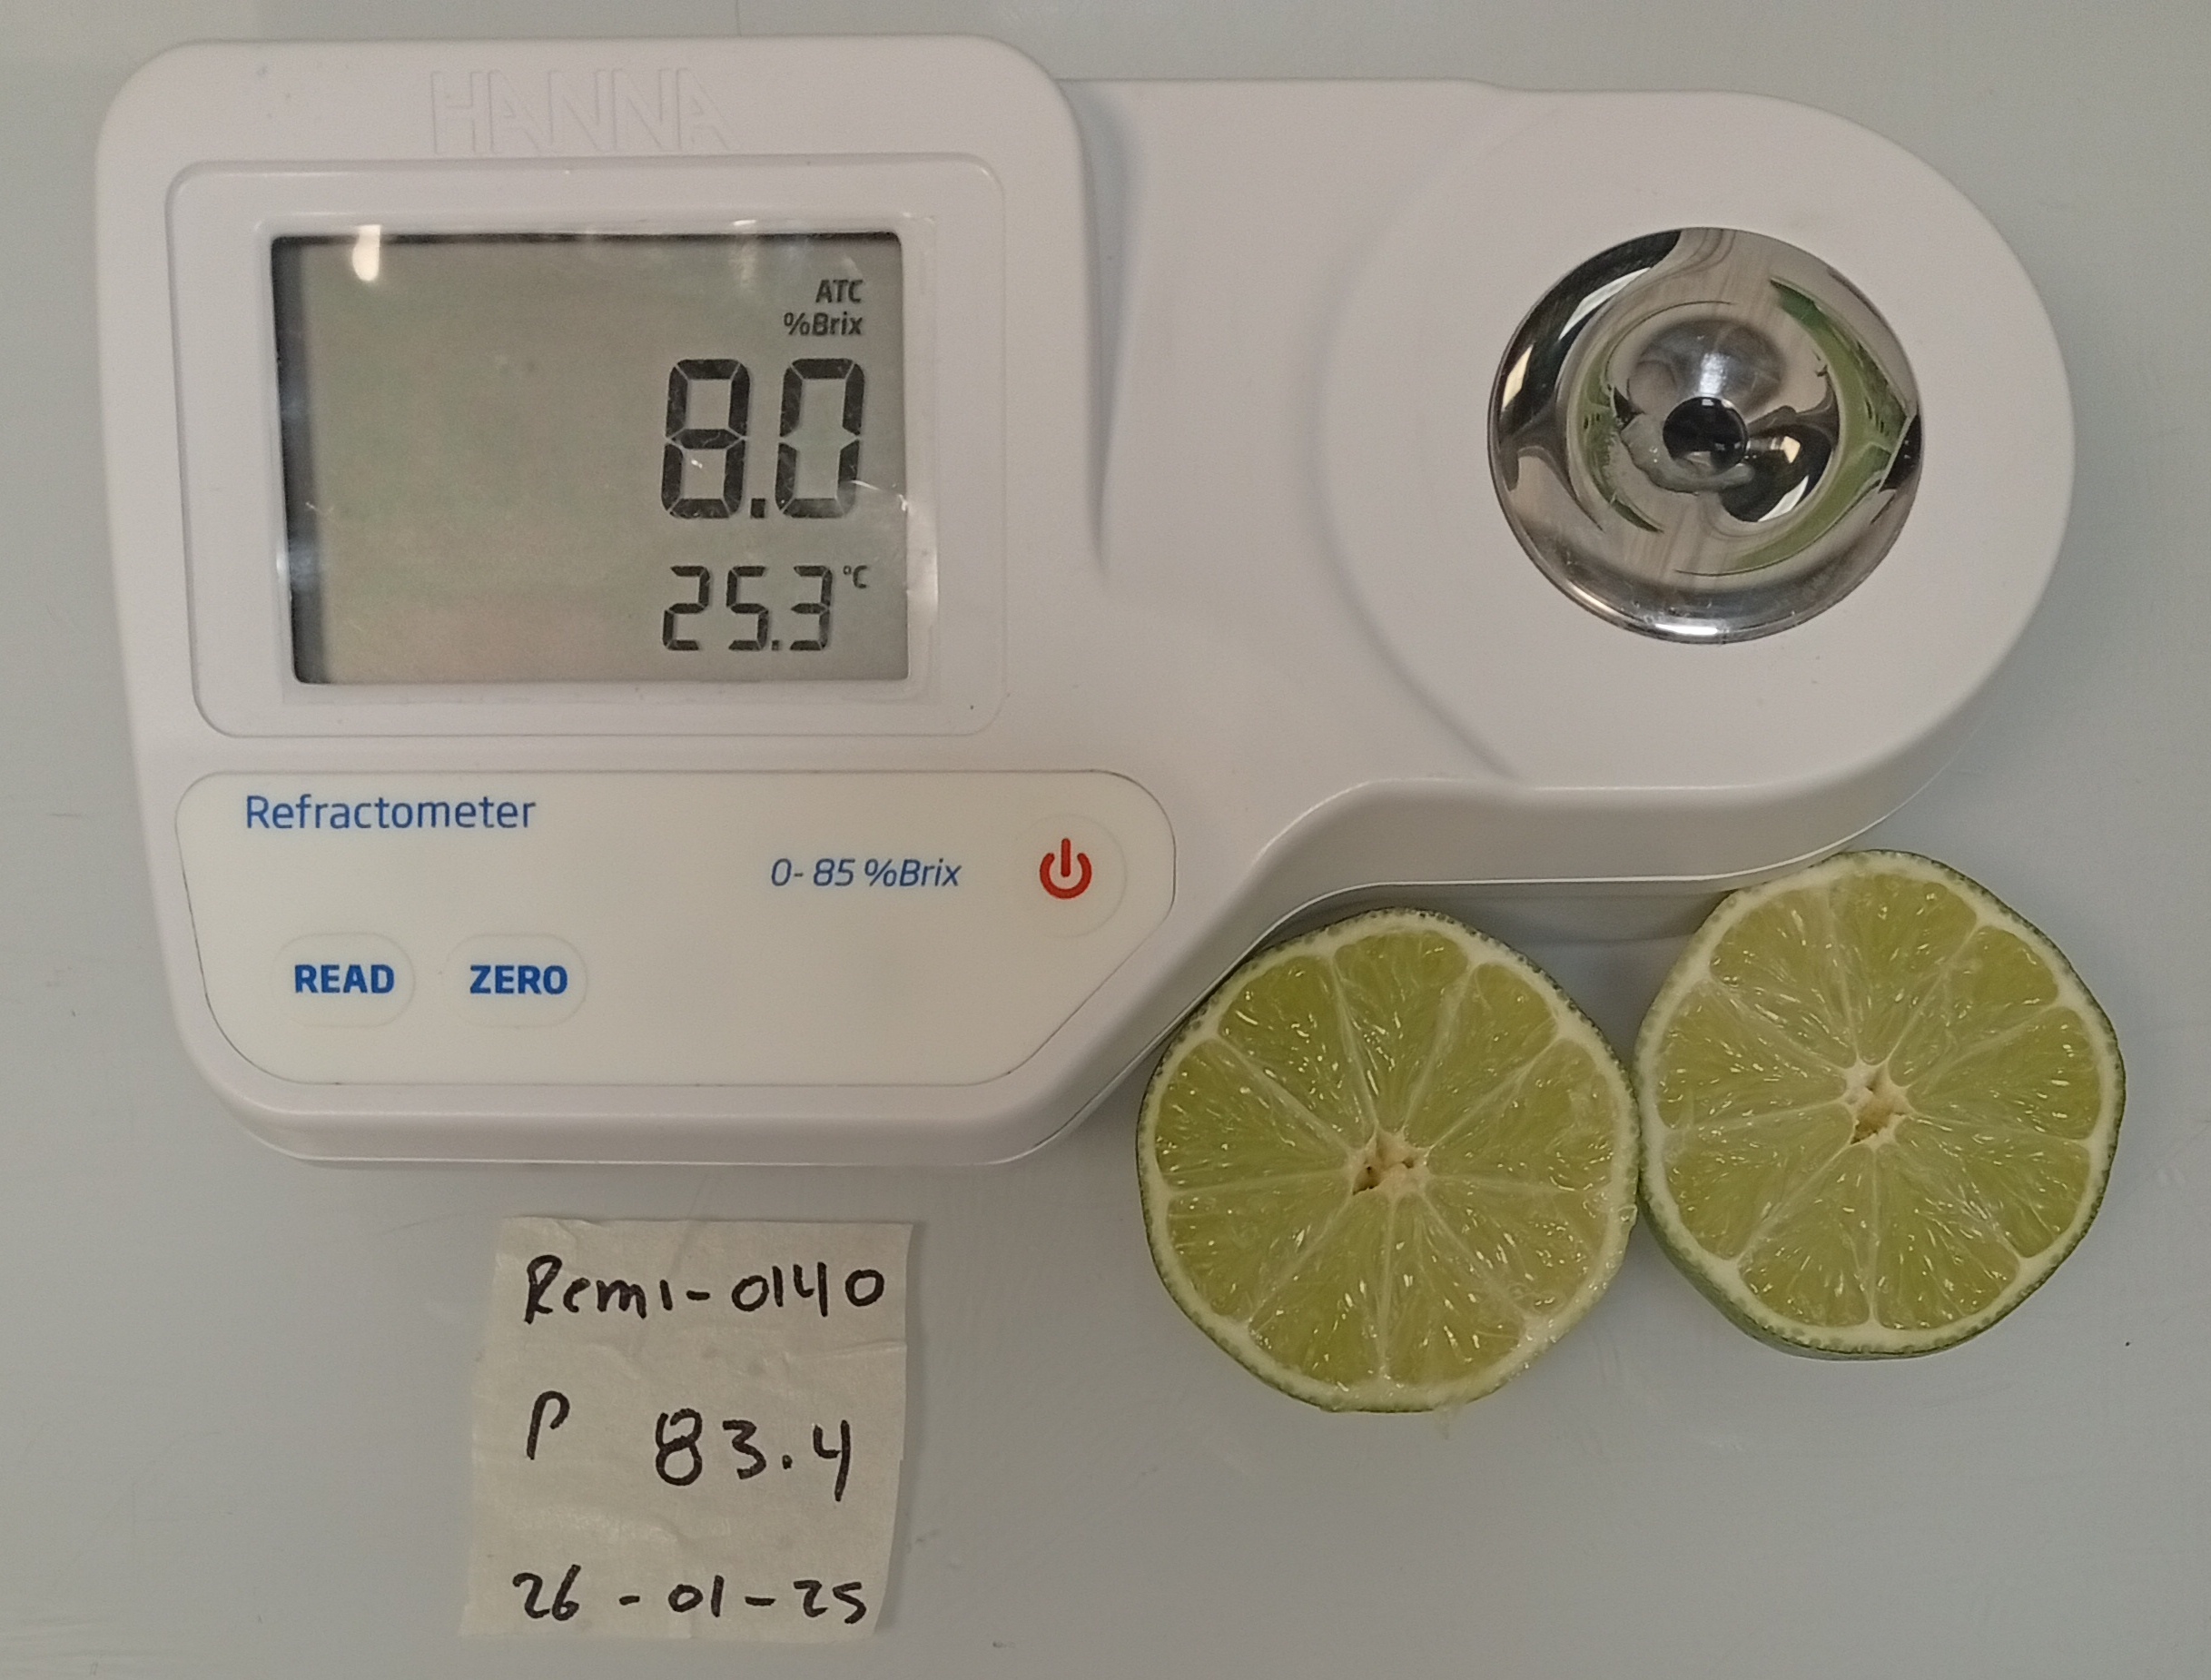 HANNA
ATC
%Brix
8.0
25.3 °C
Refractometer
0-85 %Brix
READ ZERO
Remi-0140
P 83.4
26-01-25